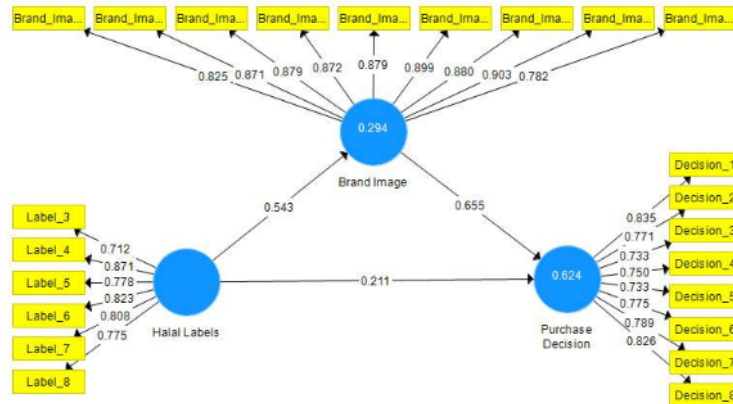 Brand_Ima... Brand_Ima... Brand_Ima... Brand_Ima... Brand_Ima... Brand_Ima... Brand_Ima... Brand_Ima... Brand_Ima...
0.825 0.871 0.879 0.872 0.879 0.899 0.880 0.903 0.782
0.294
Brand Image
0.543
0.655
0.211
Label_3
Label_4
Label_5
Label_6
Label_7
Label_8
0.712
0.871
0.778
0.823
0.808
0.775
Halal Labels
0.624
Purchase
Decision
0.835
0.771
0.733
0.750
0.733
0.775
0.789
0.826
Decision_1
Decision_2
Decision_3
Decision_4
Decision_5
Decision_6
Decision_7
Decision_8